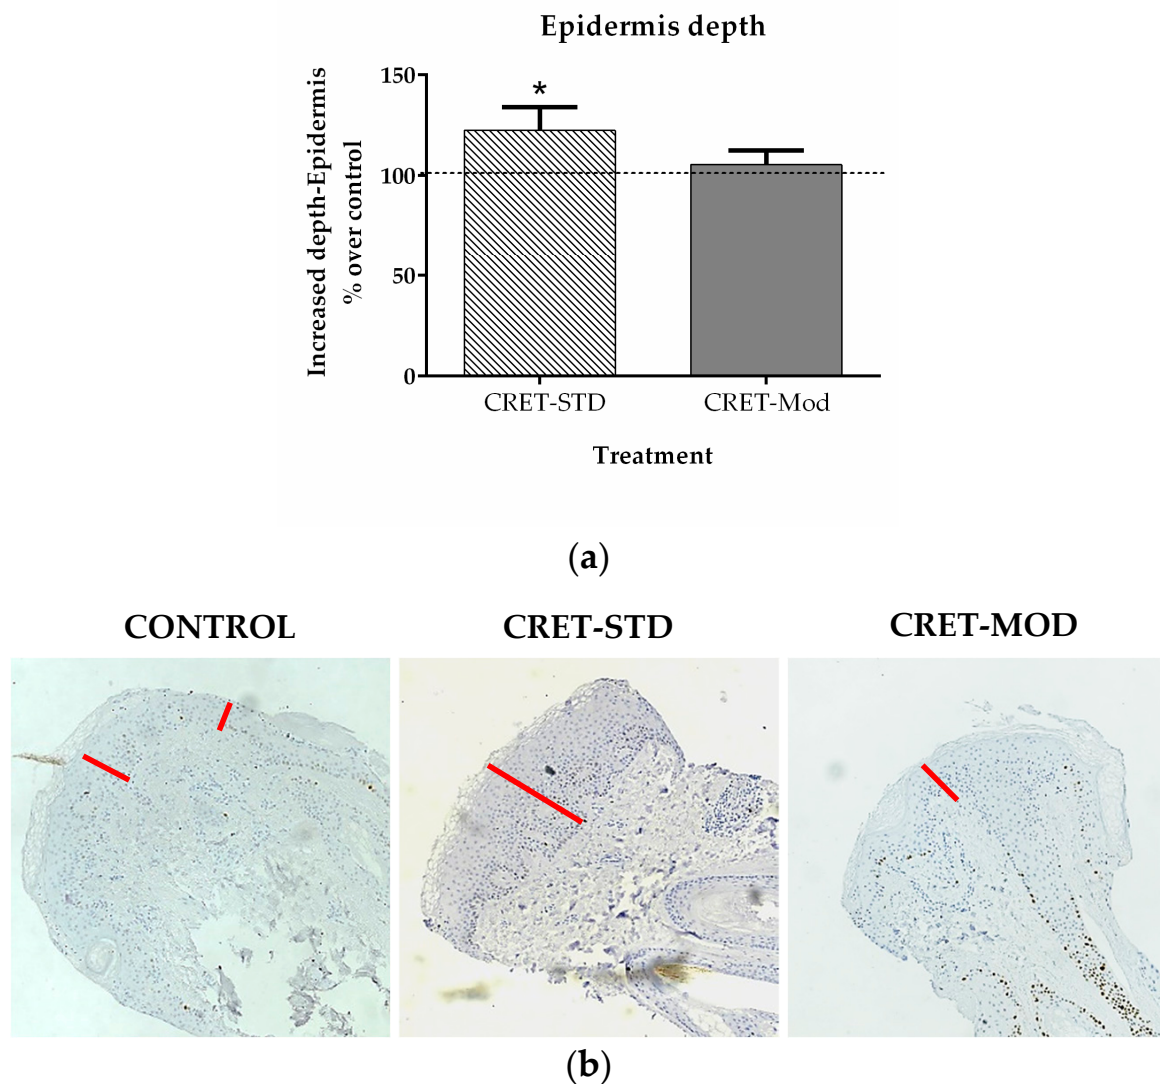 Epidermis depth
Increased depth-Epidermis
% over control
150
100
50
0
*
CRET-STD CRET-Mod
Treatment
(a)
CONTROL CRET-STD CRET-MOD
(b)